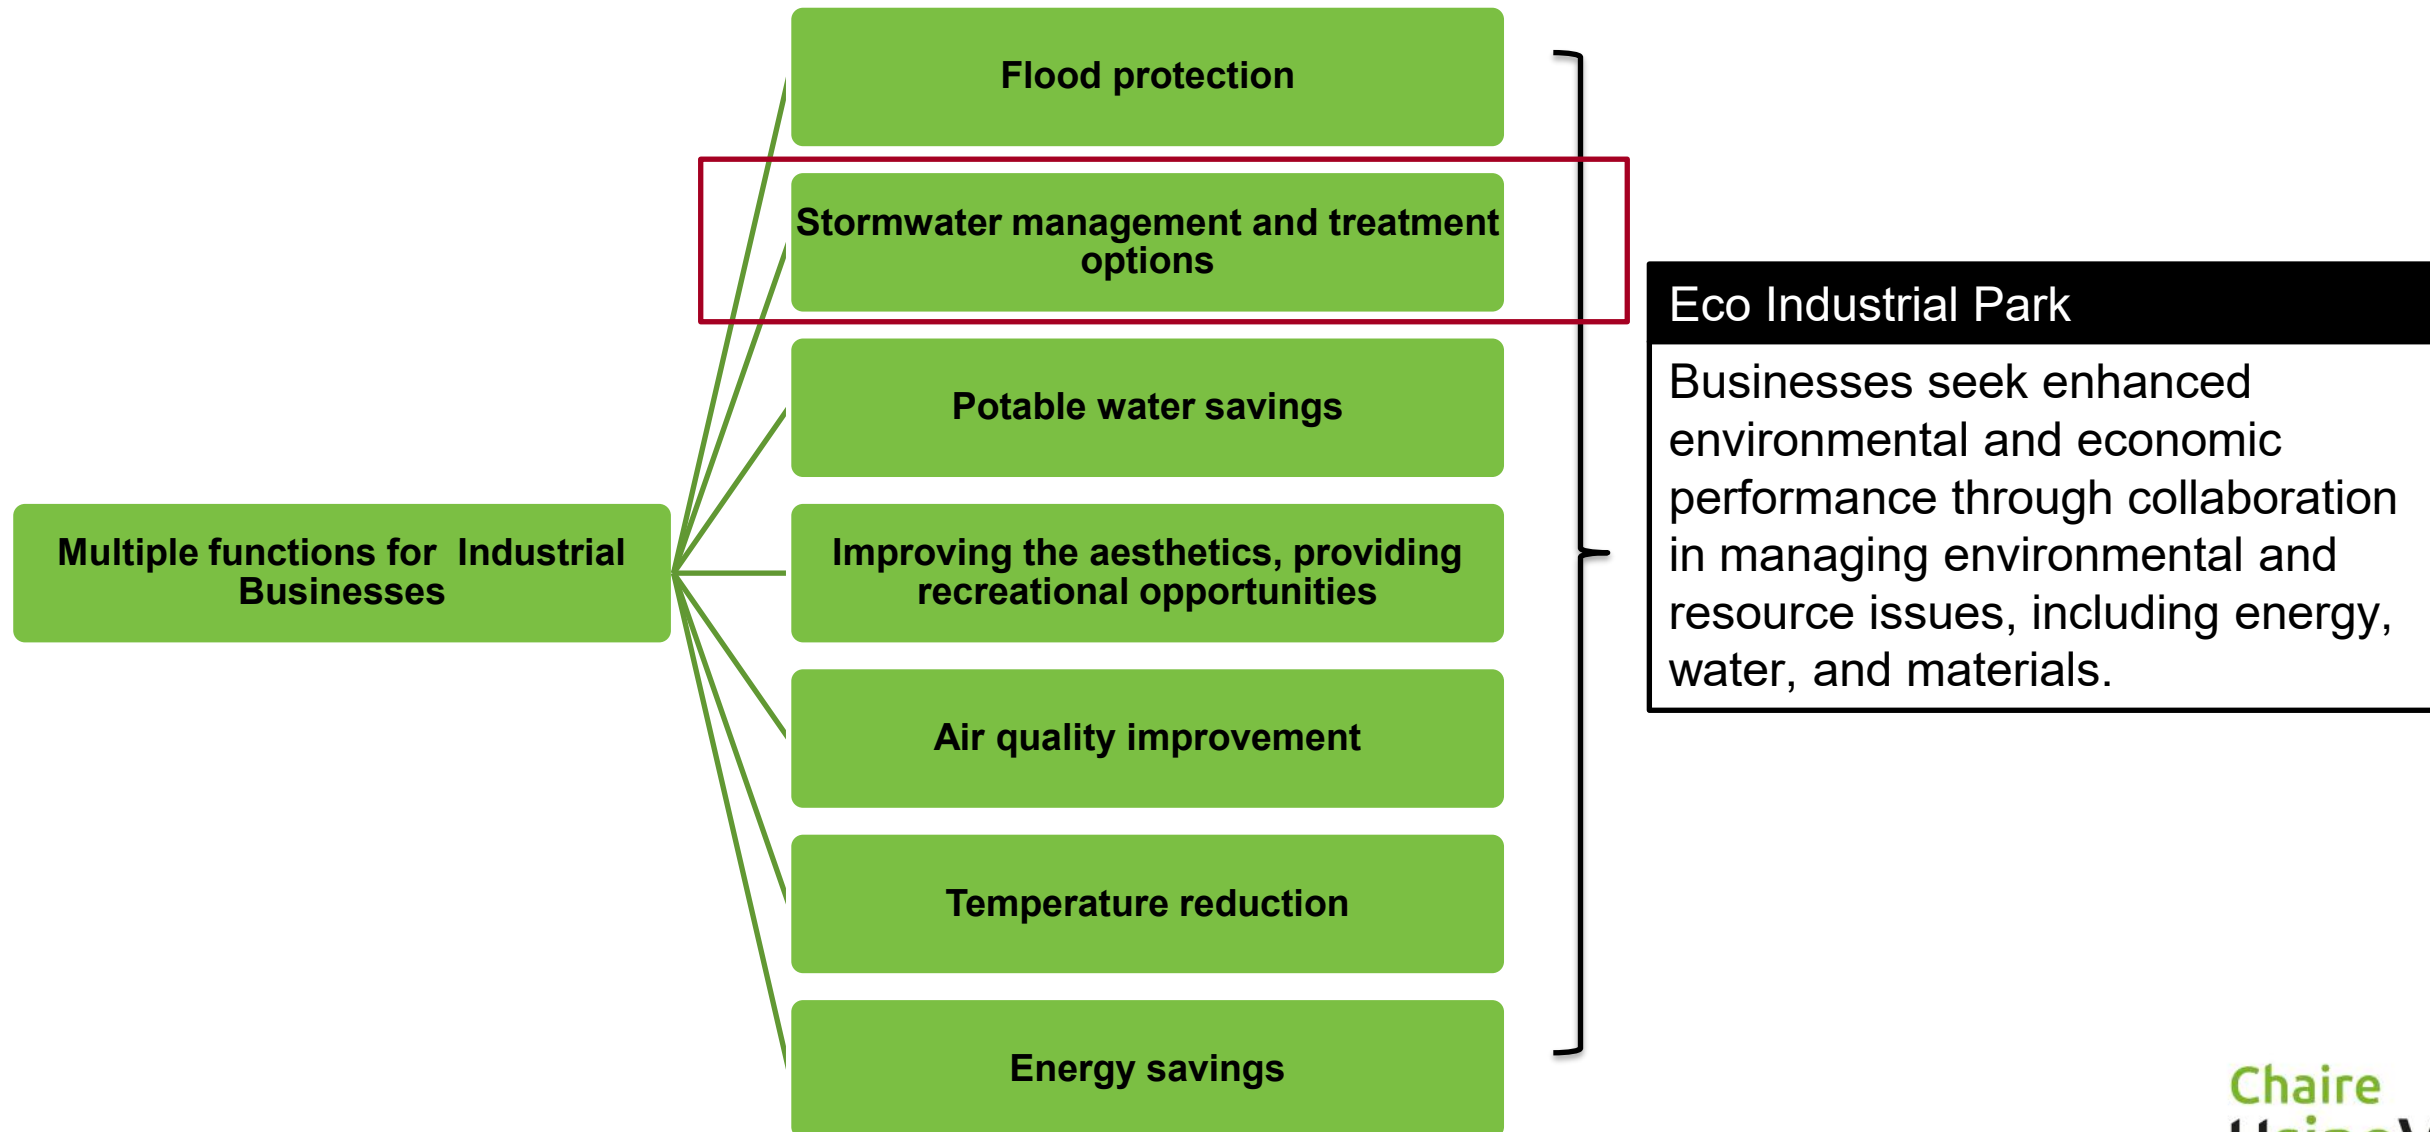 Flood protection
Stormwater management and treatment
options
Potable water savings
Multiple functions for  Industrial
Businesses
Improving the aesthetics, providing
recreational opportunities
Air quality improvement
Temperature reduction
Energy savings
Eco Industrial Park
Businesses seek enhanced
environmental and economic
performance through collaboration
in managing environmental and
resource issues, including energy,
water, and materials.
Chaire